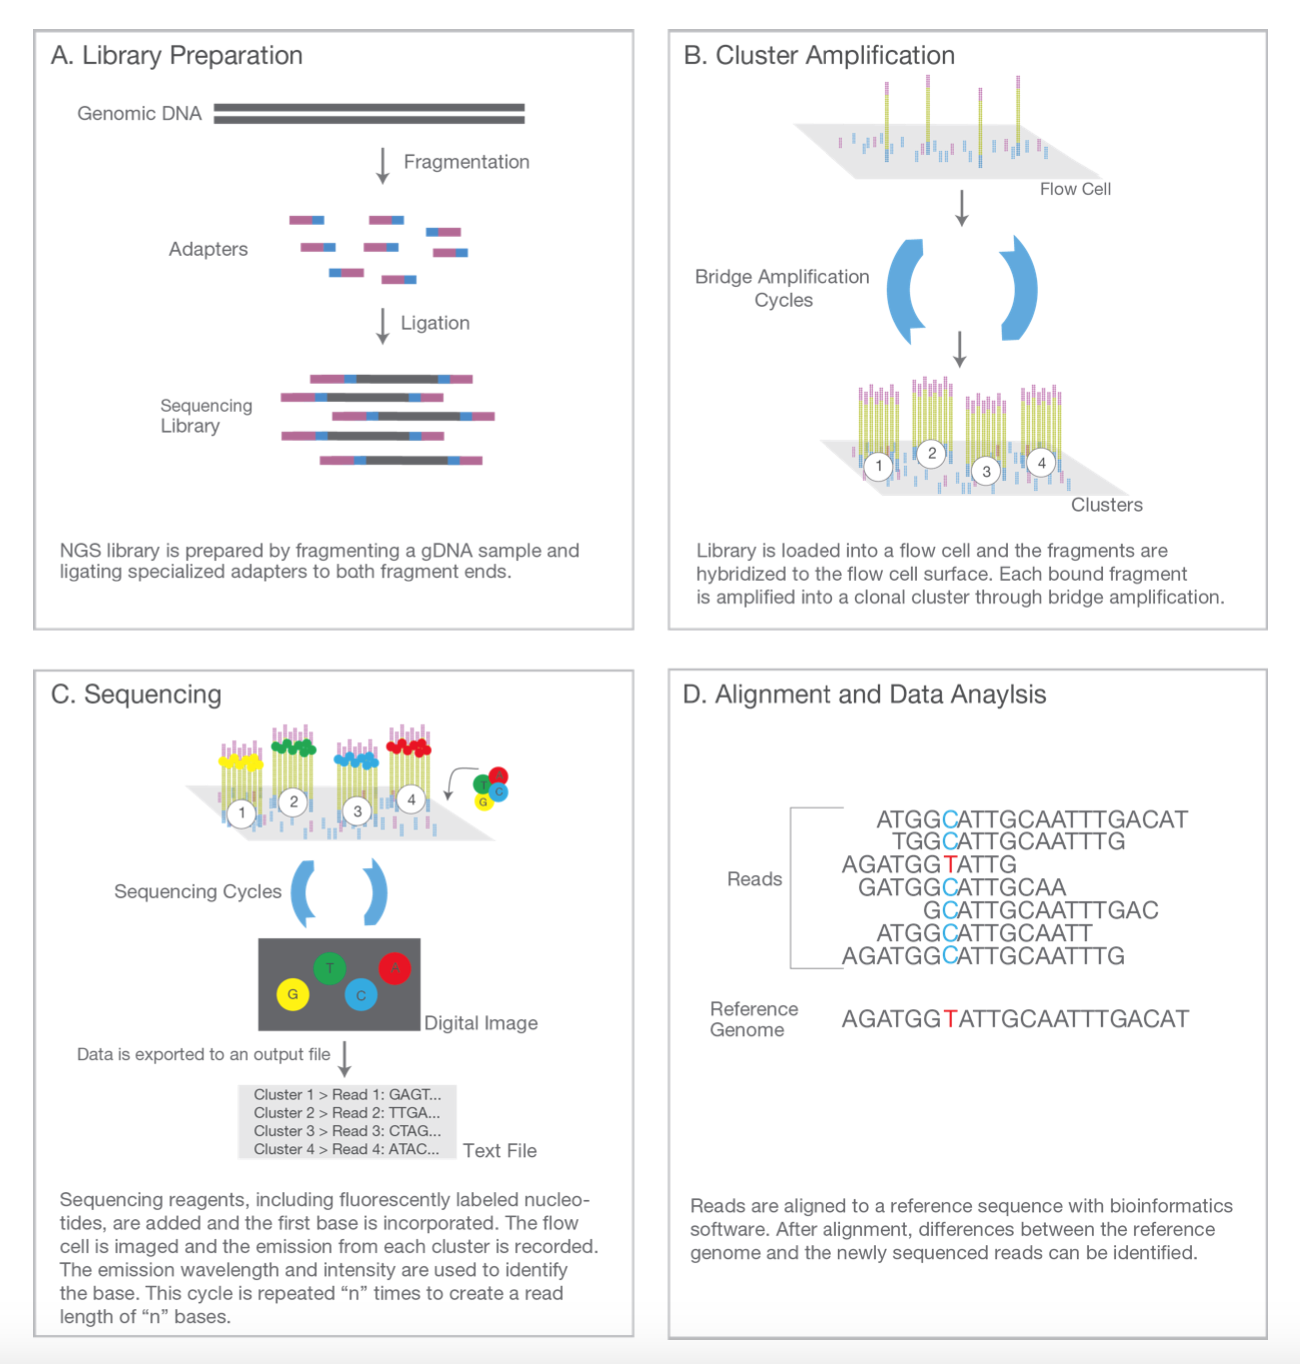 A. Library Preparation
Genomic DNA
Fragmentation
Adapters
Ligation
Sequencing
Library
NGS library is prepared by fragmenting a gDNA sample and
ligating specialized adapters to both fragment ends.
B. Cluster Amplification
Flow Cell
Bridge Amplification
Cycles
1
2
3
4
Clusters
Library is loaded into a flow cell and the fragments are
hybridized to the flow cell surface. Each bound fragment
is amplified into a clonal cluster through bridge amplification.
C. Sequencing
1
2
3
4
A
T
C
G
Sequencing Cycles
T
A
G
C
Digital Image
Data is exported to an output file
Cluster 1 > Read 1: GAGT...
Cluster 2 > Read 2: TTGA...
Cluster 3 > Read 3: CTAG...
Cluster 4 > Read 4: ATAC...
Text File
Sequencing reagents, including fluorescently labeled nucleo-
tides, are added and the first base is incorporated. The flow
cell is imaged and the emission from each cluster is recorded.
The emission wavelength and intensity are used to identify
the base. This cycle is repeated “n” times to create a read
length of “n” bases.
D. Alignment and Data Anaylsis
Reads
ATGGCATTGCAATTTGACAT
TGGCATTGCAATTTG
AGATGGTATTG
GATGGCATTGCAA
GCATTGCAATTTGAC
ATGGCATTGCAATT
AGATGGCATTGCAATTTG
Reference
Genome
AGATGGTATTGCAATTTGACAT
Reads are aligned to a reference sequence with bioinformatics
software. After alignment, differences between the reference
genome and the newly sequenced reads can be identified.